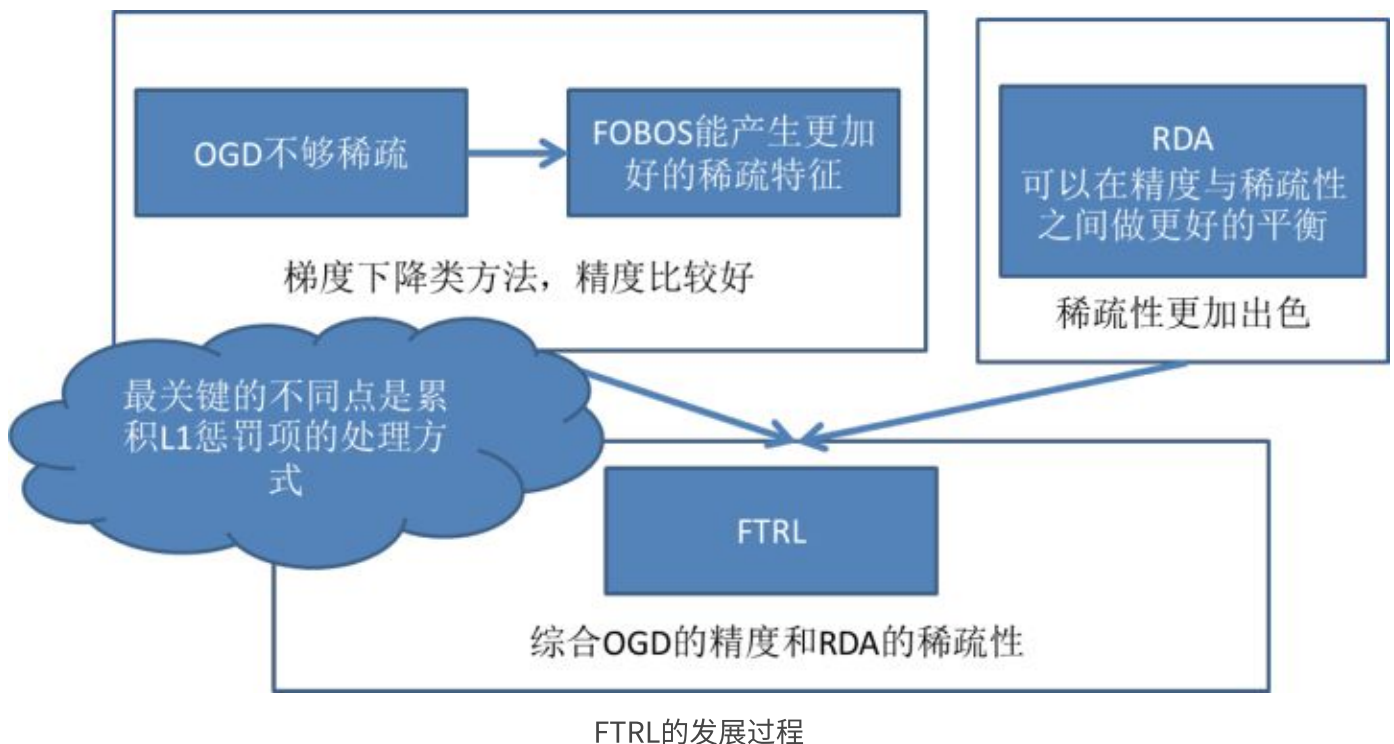 OGD不够稀疏
FOBOS能产生更加
好的稀疏特征
梯度下降类方法，精度比较好
RDA
可以在精度与稀疏性
之间做更好的平衡
稀疏性更加出色
最关键的不同点是累
积L1惩罚项的处理方
式
FTRL
综合OGD的精度和RDA的稀疏性
FTRL的发展过程